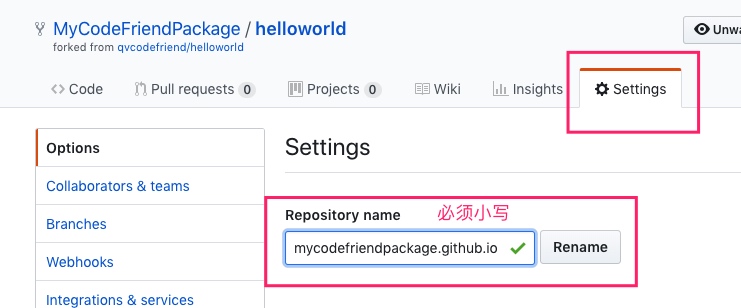 MyCodeFriendPackage / helloworld
forked from qvcodefriend/helloworld
Unwa
Code Pull requests 0 Projects 0 Wiki Insights Settings
Options
Collaborators & teams
Branches
Webhooks
Integrations & services
Settings
Repository name 必须小写
mycodefriendpackage.github.io Rename